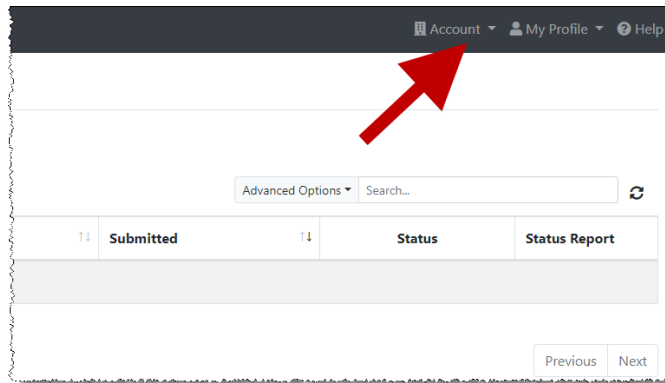 Account My Profile Help
Advanced Options Search...
Submitted Status Status Report
Previous Next